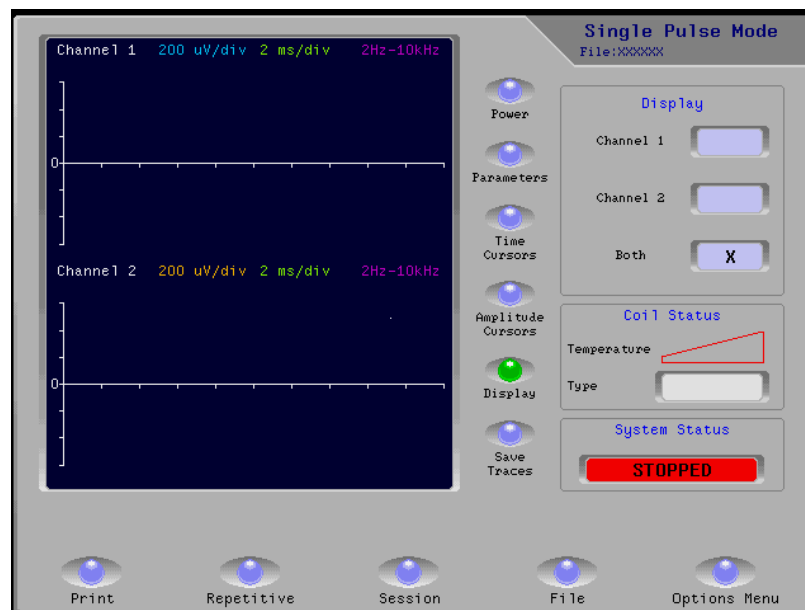 Single Pulse Mode
File:XXXXXX
Channel 1 200 uV/div 2 ms/div 2Hz-10kHz
0
Channel 2 200 uV/div 2 ms/div 2Hz-10kHz
0
Power
Parameters
Time
Cursors
Amplitude
Cursors
Display
Save
Traces
Display
Channel 1
Channel 2
Both X
Coil Status
Temperature
Type
System Status
STOPPED
Print Repetitive Session File Options Menu